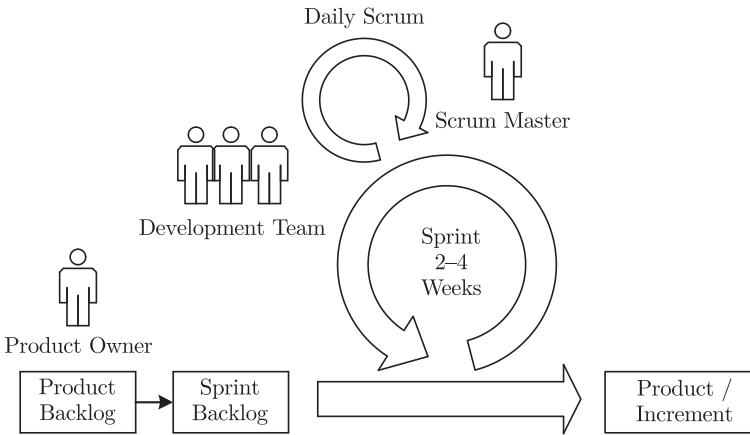 Daily Scrum
Scrum Master
Development Team
Sprint
2–4
Weeks
Product Owner
Product
Backlog
Sprint
Backlog
Product /
Increment